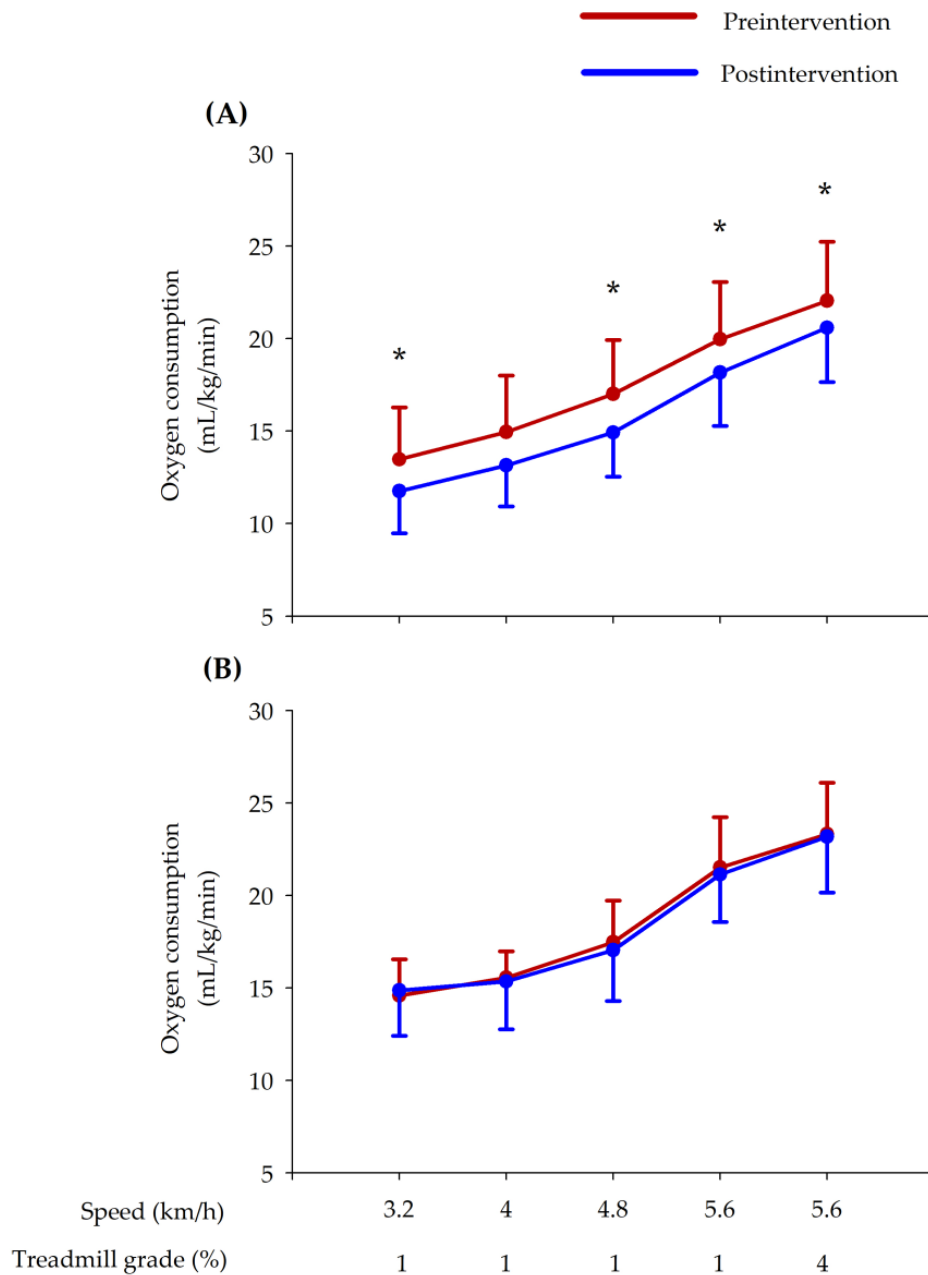 Preintervention
Postintervention
(A)
30
25
20
15
10
5
Oxygen consumption
(mL/kg/min)
*
*
*
*
(B)
30
25
20
15
10
5
Oxygen consumption
(mL/kg/min)
Speed (km/h) 3.2 4 4.8 5.6 5.6
Treadmill grade (%) 1 1 1 1 4